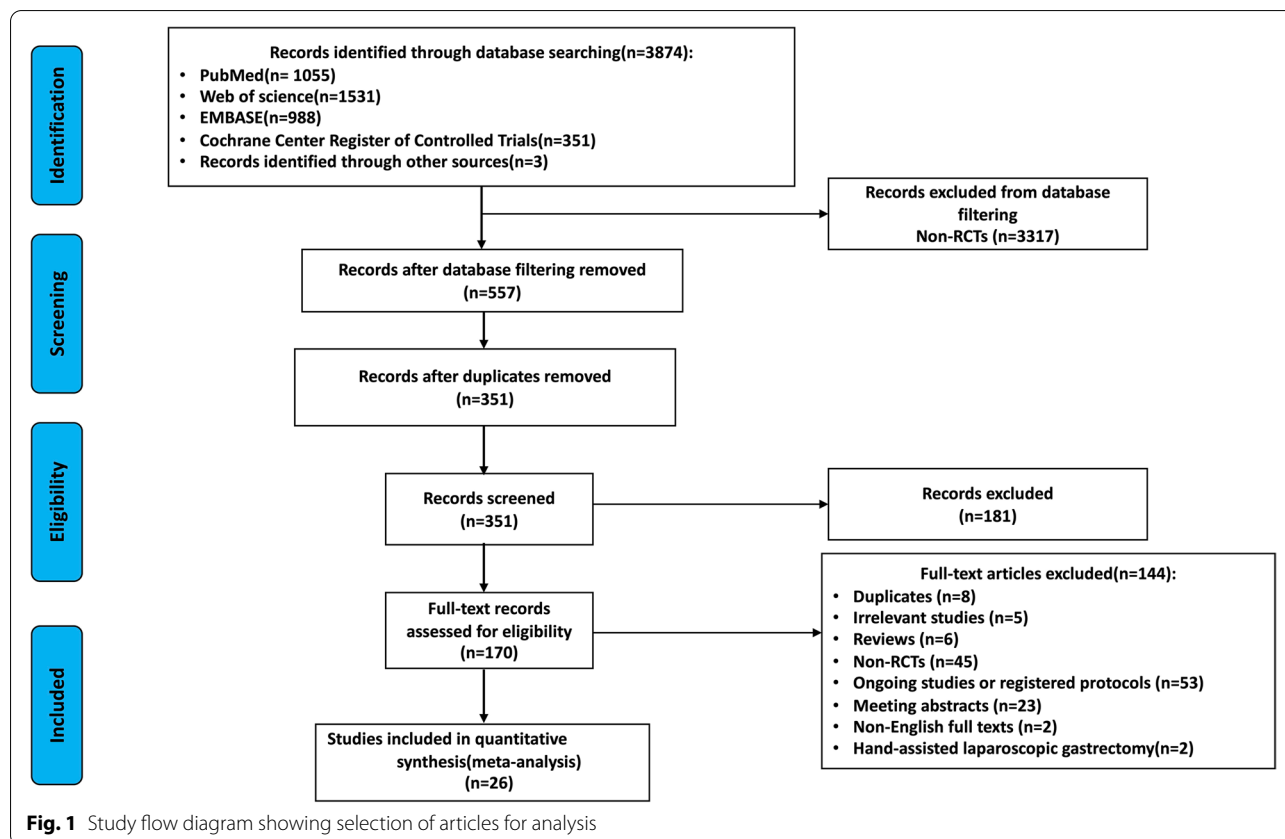 Identification
Records identified through database searching(n=3874):
• PubMed(n= 1055)
• Web of science(n=1531)
• EMBASE(n=988)
• Cochrane Center Register of Controlled Trials(n=351)
• Records identified through other sources(n=3)
Records excluded from database
filtering
Non-RCTs (n=3317)
Screening
Records after database filtering removed
(n=557)
Records after duplicates removed
(n=351)
Eligibility
Records screened
(n=351)
Records excluded
(n=181)
Full-text records
assessed for eligibility
(n=170)
Full-text articles excluded(n=144):
• Duplicates (n=8)
• Irrelevant studies (n=5)
• Reviews (n=6)
• Non-RCTs (n=45)
• Ongoing studies or registered protocols (n=53)
• Meeting abstracts (n=23)
• Non-English full texts (n=2)
• Hand-assisted laparoscopic gastrectomy(n=2)
Included
Studies included in quantitative
synthesis(meta-analysis)
(n=26)
Fig. 1 Study flow diagram showing selection of articles for analysis